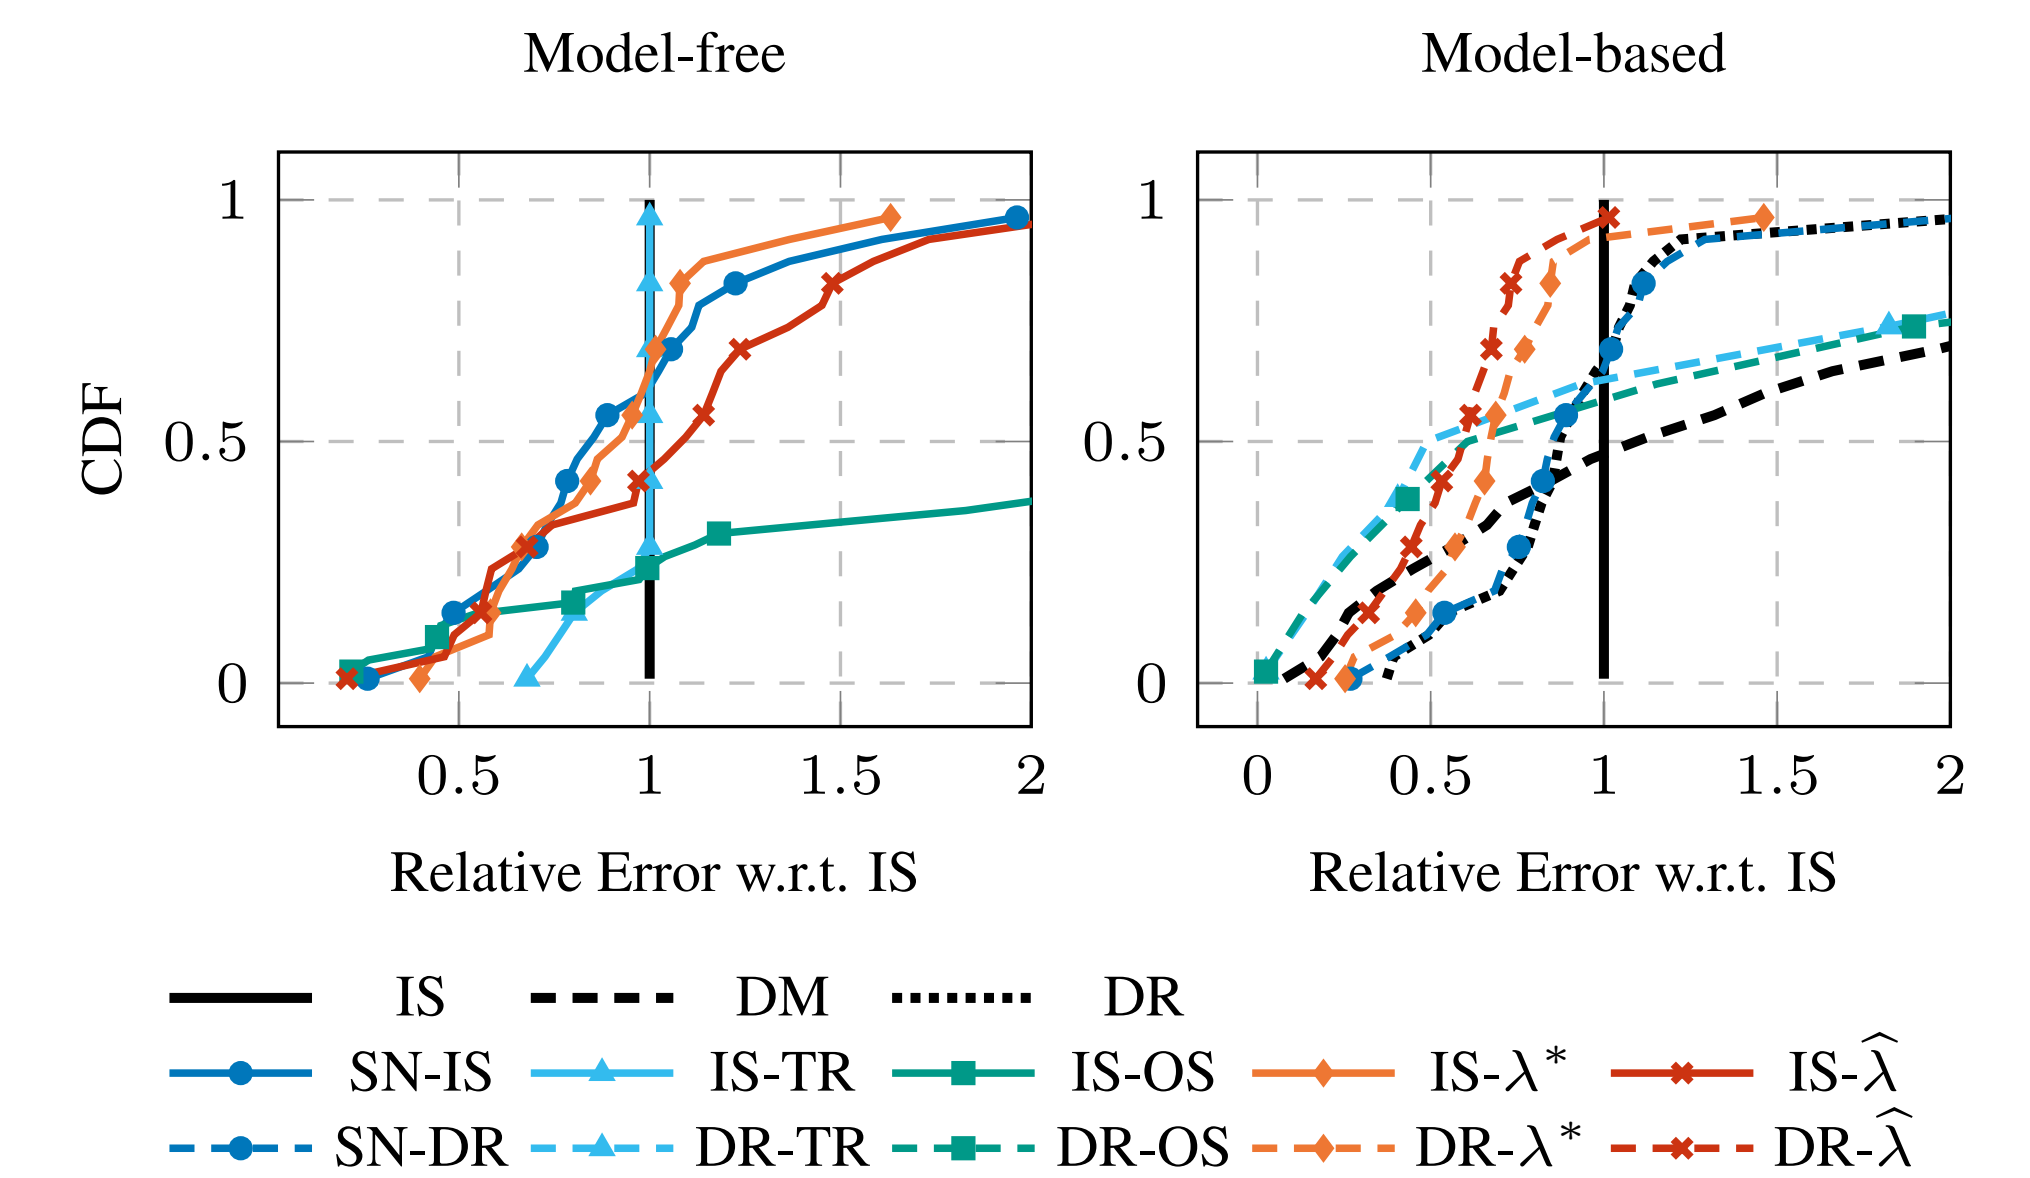 Model-free Model-based
1 1
CDF
0.5 0.5
0 0
0.5 1 1.5 2 0 0.5 1 1.5 2
Relative Error w.r.t. IS Relative Error w.r.t. IS
IS DM DR
SN-IS IS-TR IS-OS IS-λ* IS-λ̂
SN-DR DR-TR DR-OS DR-λ* DR-λ̂